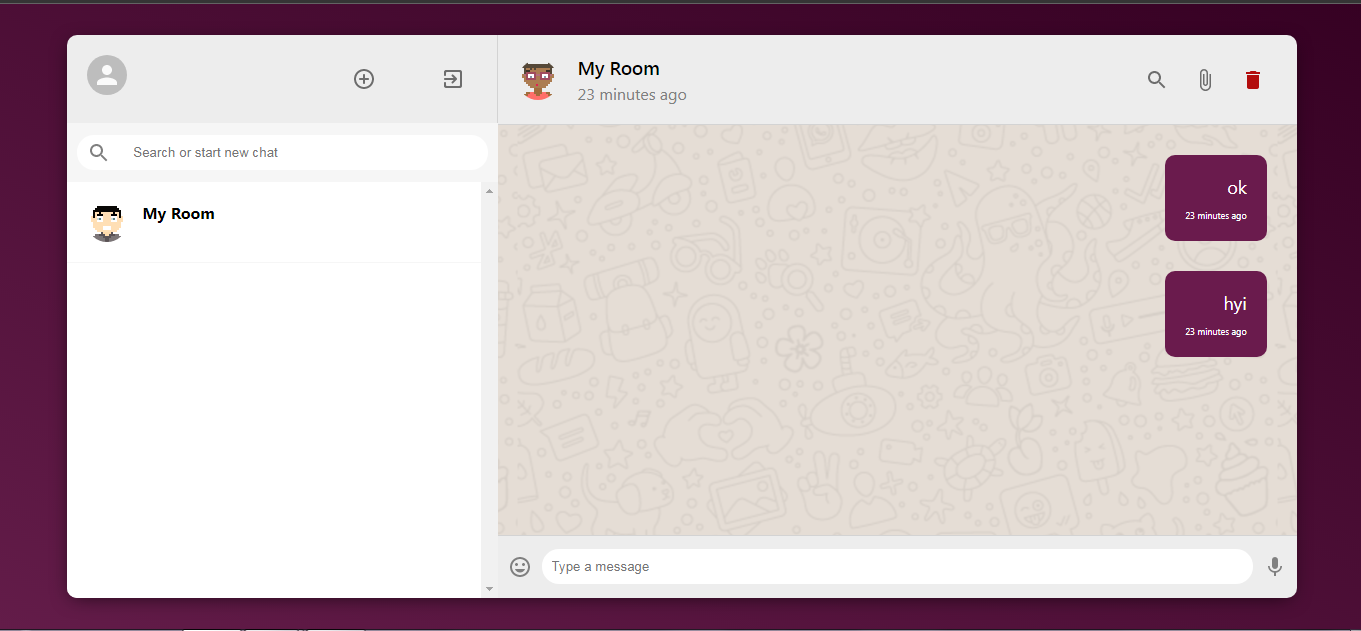 Search or start new chat
My Room
My Room
23 minutes ago
ok
23 minutes ago
hyi
23 minutes ago
Type a message